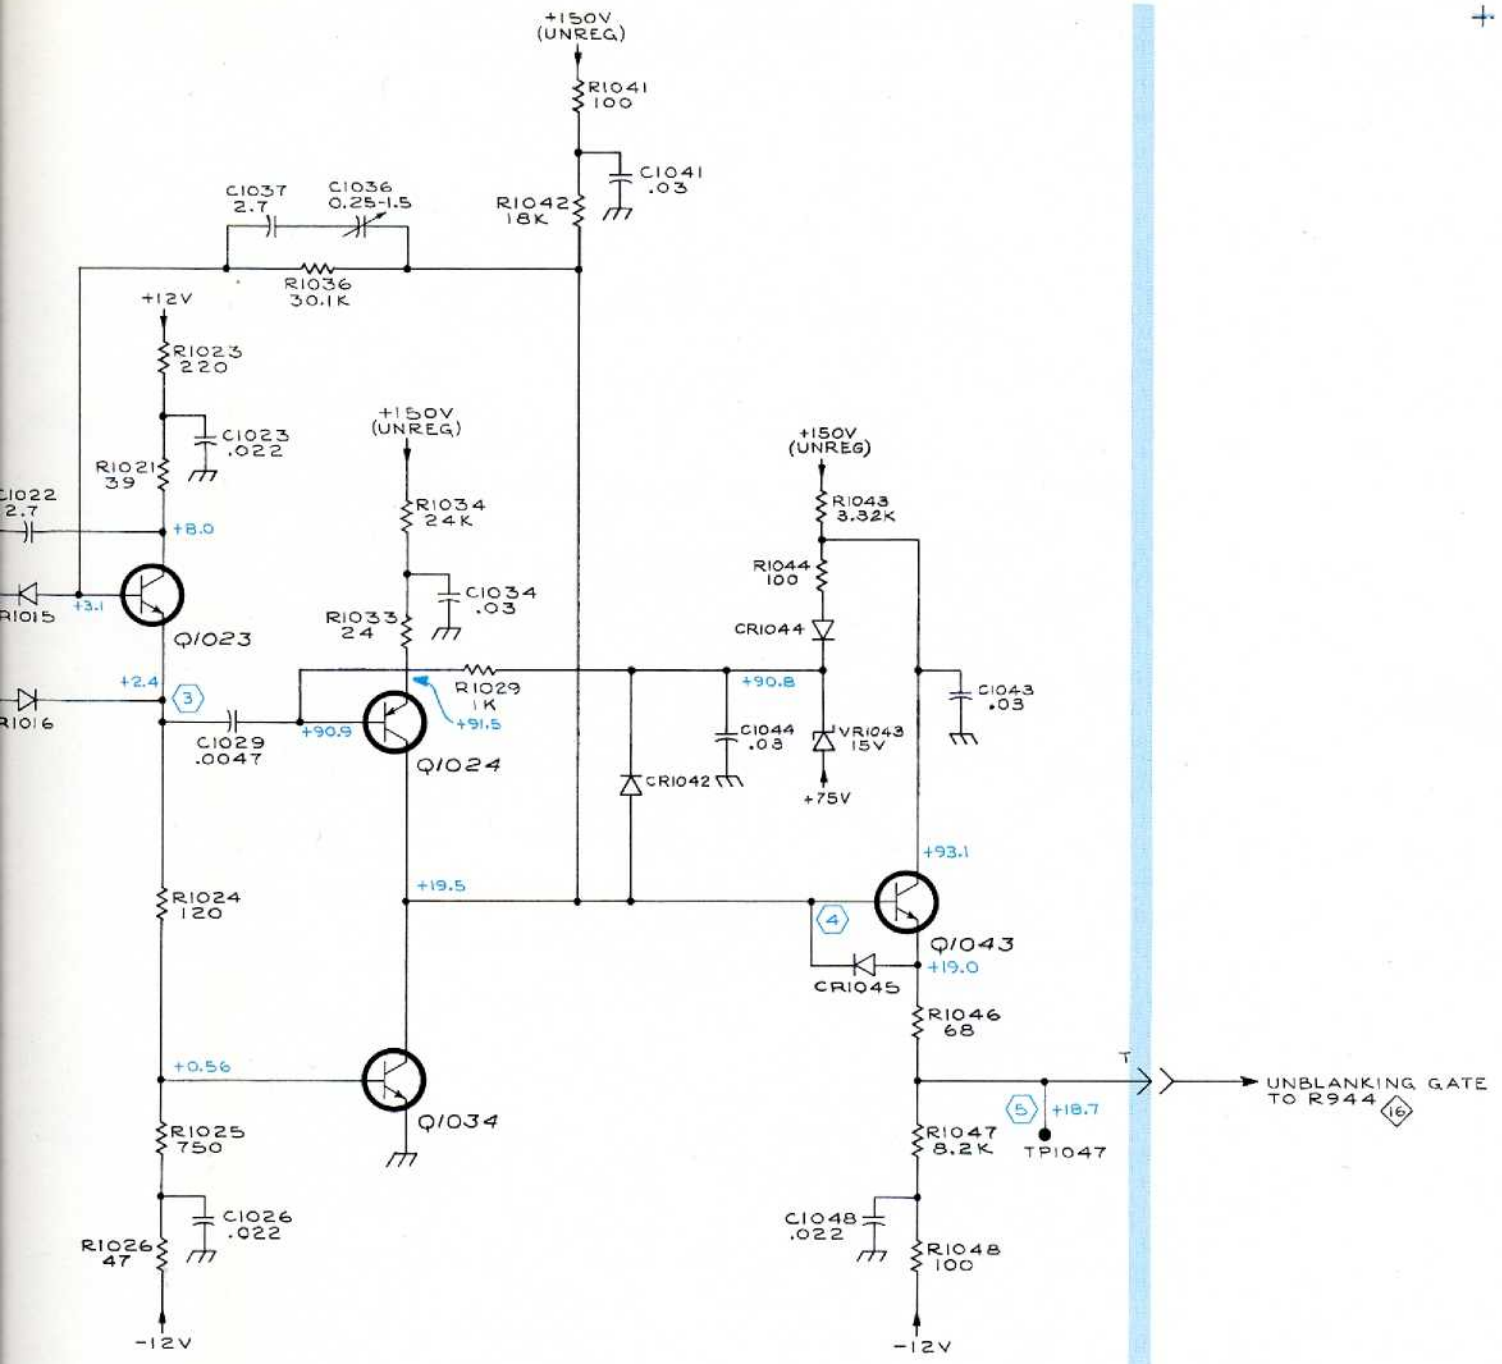 +150V
(UNREG)
R1041
100
C1041
.03
C1037
2.7
C1036
0.25-1.5
R1042
18K
R1036
30.1K
+12V
R1023
220
+150V
(UNREG)
+150V
(UNREG)
C1023
.022
R1021
39
C1022
2.7
+8.0
R1034
24K
R1043
3.32K
R1044
100
C1034
.03
R1033
24
R1015
+3.1
Q1023
CR1044
+2.4
3
R1016
R1029
1K
+90.8
C1043
.03
+90.9
+91.5
C1029
.0047
Q1024
C1044
.03
VR1043
15V
CR1042
+75V
+93.1
+19.5
R1024
120
4
Q1043
+19.0
CR1045
R1046
68
+0.56
T
UNBLANKING GATE
TO R944 16
Q1034
5
+18.7
TP1047
R1025
750
R1047
8.2K
C1026
.022
C1048
.022
R1026
47
R1048
100
-12V
-12V